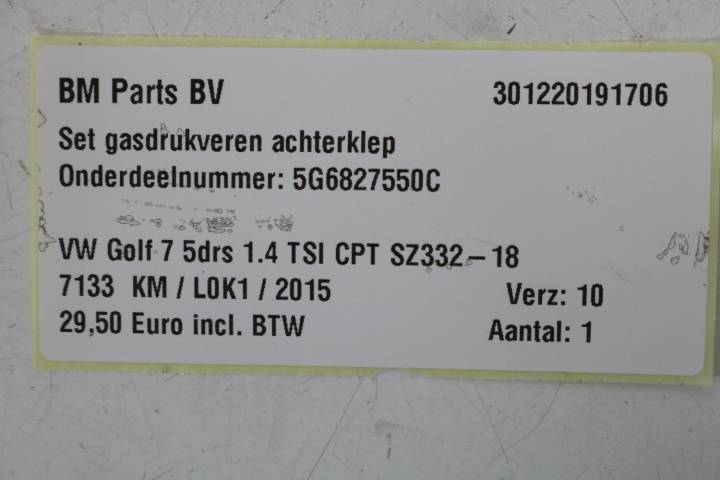 BM Parts BV 301220191706
Set gasdrukveren achterklep
Onderdeelnummer: 5G6827550C
VW Golf 7 5drs 1.4 TSI CPT SZ332-18
7133 KM / L0K1 / 2015 Verz: 10
29,50 Euro incl. BTW Aantal: 1